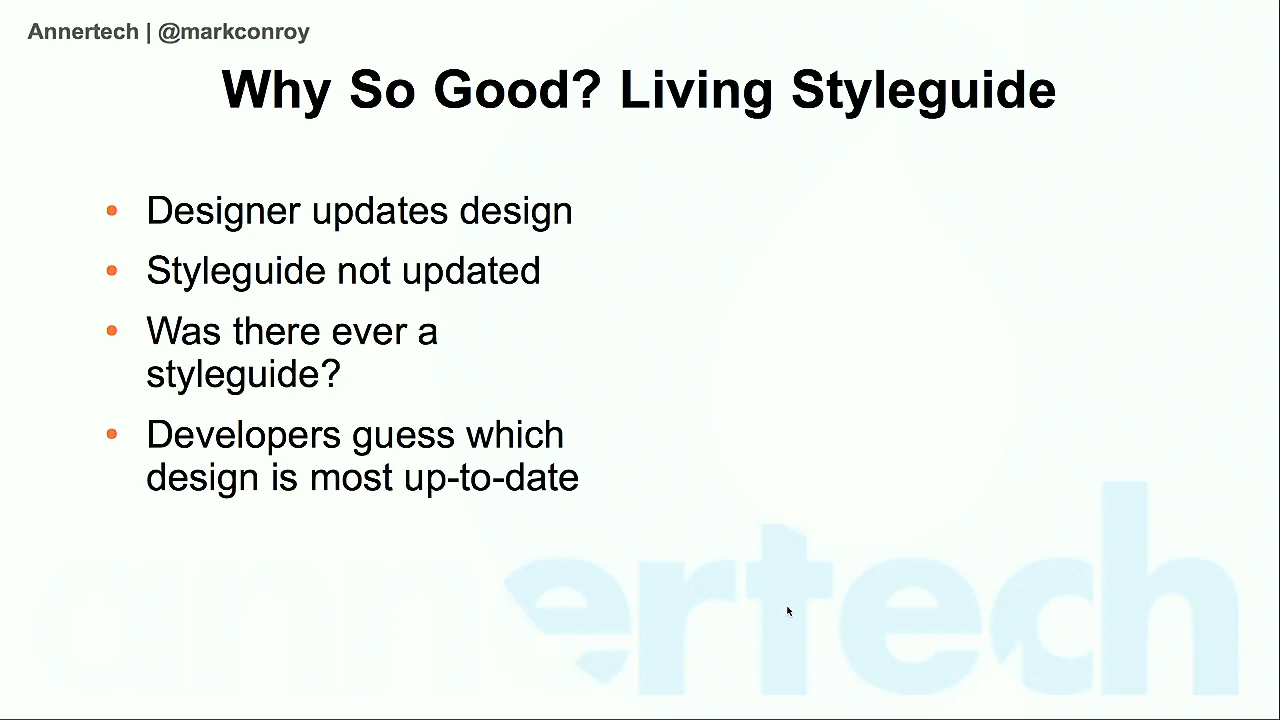 Annertech | @markconroy
Why So Good? Living Styleguide
• Designer updates design
• Styleguide not updated
• Was there ever a
styleguide?
• Developers guess which
design is most up-to-date
annertech